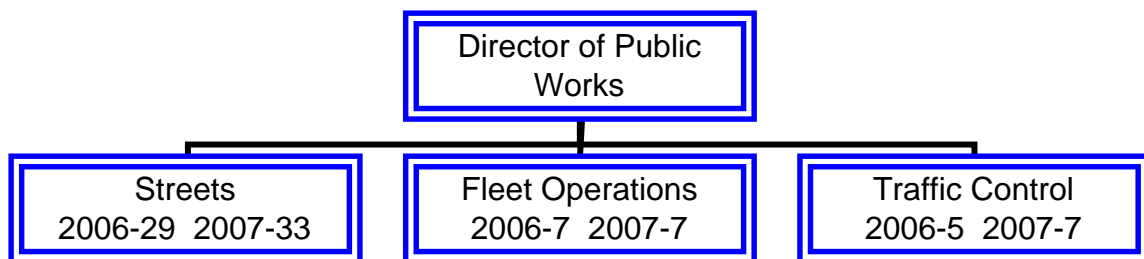 Director of Public
Works
Streets
2006-29 2007-33
Fleet Operations
2006-7 2007-7
Traffic Control
2006-5 2007-7